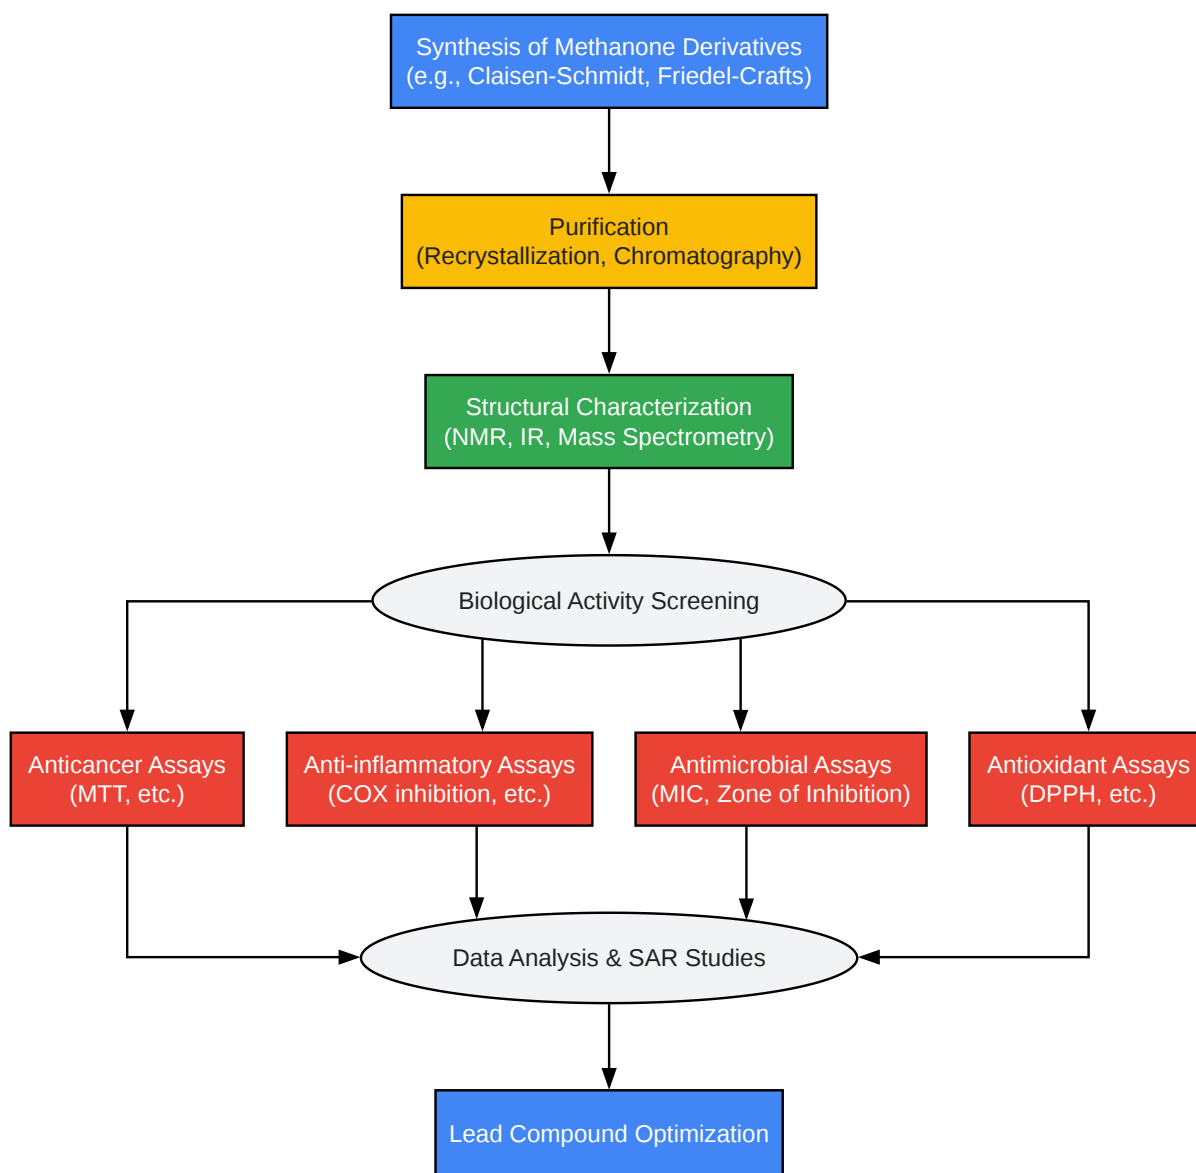 Synthesis of Methanone Derivatives
(e.g., Claisen-Schmidt, Friedel-Crafts)
Purification
(Recrystallization, Chromatography)
Structural Characterization
(NMR, IR, Mass Spectrometry)
Biological Activity Screening
Anticancer Assays
(MTT, etc.)
Anti-inflammatory Assays
(COX inhibition, etc.)
Antimicrobial Assays
(MIC, Zone of Inhibition)
Antioxidant Assays
(DPPH, etc.)
Data Analysis & SAR Studies
Lead Compound Optimization